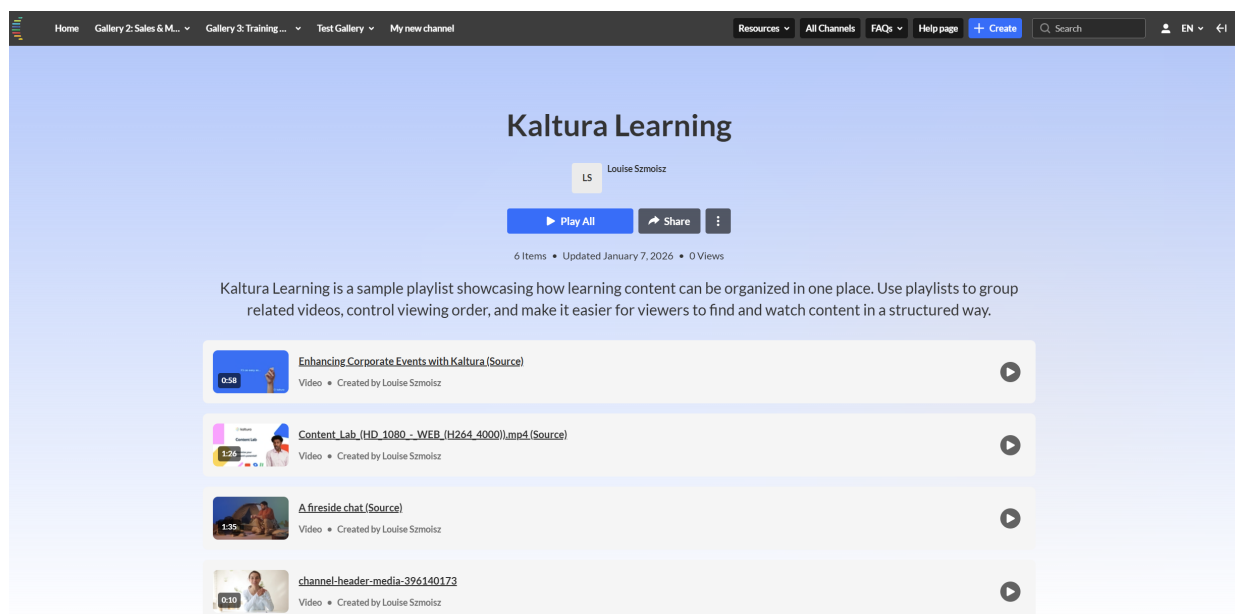 Home Gallery 2: Sales & M... Gallery 3: Training ... Test Gallery My new channel Resources All Channels FAQs Help page + Create Search EN
Kaltura Learning
LS Louise Szmoisz
Play All Share
6 Items • Updated January 7, 2026 • 0 Views
Kaltura Learning is a sample playlist showcasing how learning content can be organized in one place. Use playlists to group
related videos, control viewing order, and make it easier for viewers to find and watch content in a structured way.
Enhancing Corporate Events with Kaltura (Source)
0:58
Video • Created by Louise Szmoisz
Content_Lab_(HD_1080_-_WEB_(H264_4000)).mp4 (Source)
Content Lab
1:26
Video • Created by Louise Szmoisz
A fireside chat (Source)
1:35
Video • Created by Louise Szmoisz
channel-header-media-396140173
0:10
Video • Created by Louise Szmoisz